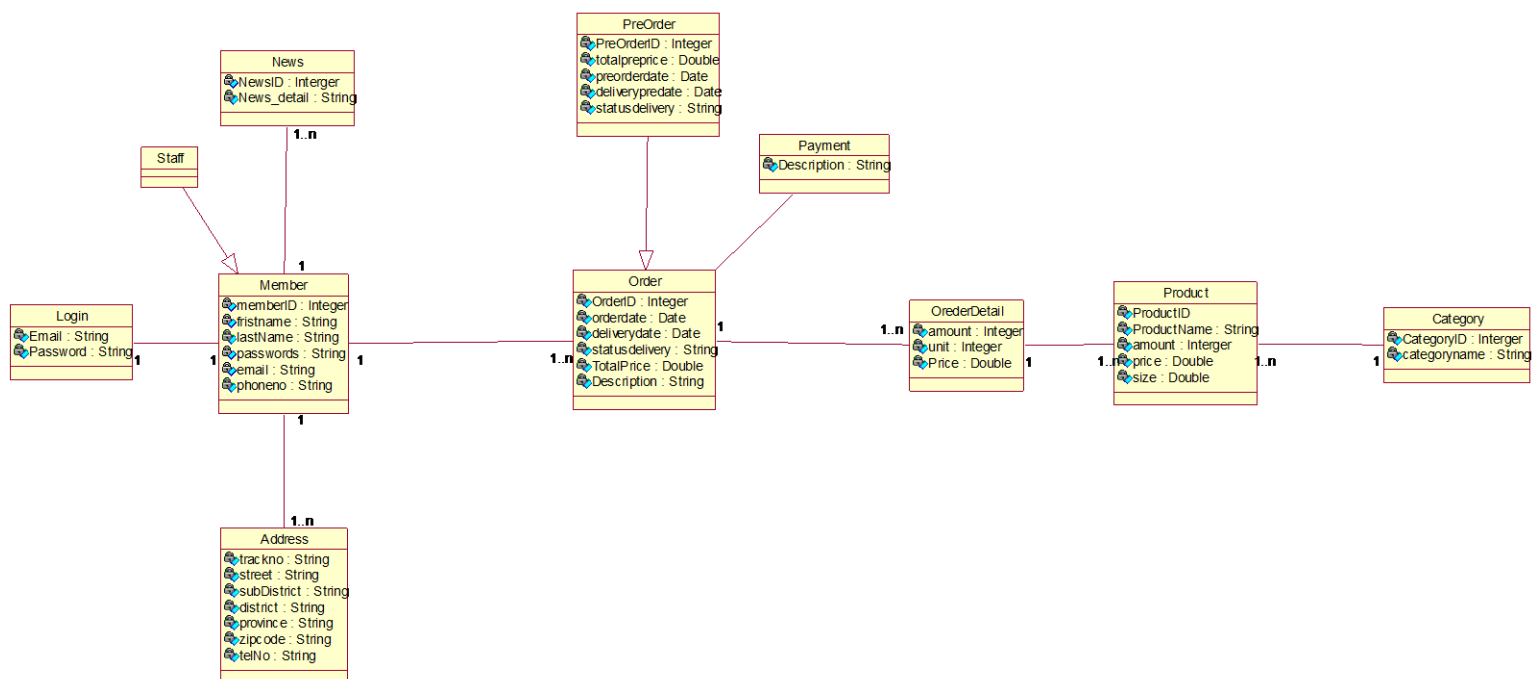 PreOrder
PreOrderID : Integer
totalpreprice : Double
preorderdate : Date
deliverypredate : Date
statusdelivery : String
News
NewsID : Interger
News_detail : String
1..n
Payment
Description : String
Staff
1
Member
memberID : Integer
fristname : String
lastName : String
passwords : String
email : String
phoneno : String
1
1
1
Login
Email : String
Password : String
1
Order
OrderID : Integer
orderdate : Date
deliverydate : Date
statusdelivery : String
TotalPrice : Double
Description : String
1..n
1
OrederDetail
amount : Integer
unit : Integer
Price : Double
1..n
1
Product
ProductID
ProductName : String
amount : Interger
price : Double
size : Double
1..n
1..n
Category
CategoryID : Interger
categoryname : String
1
1..n
Address
trackno : String
street : String
subDistrict : String
district : String
province : String
zipcode : String
telNo : String